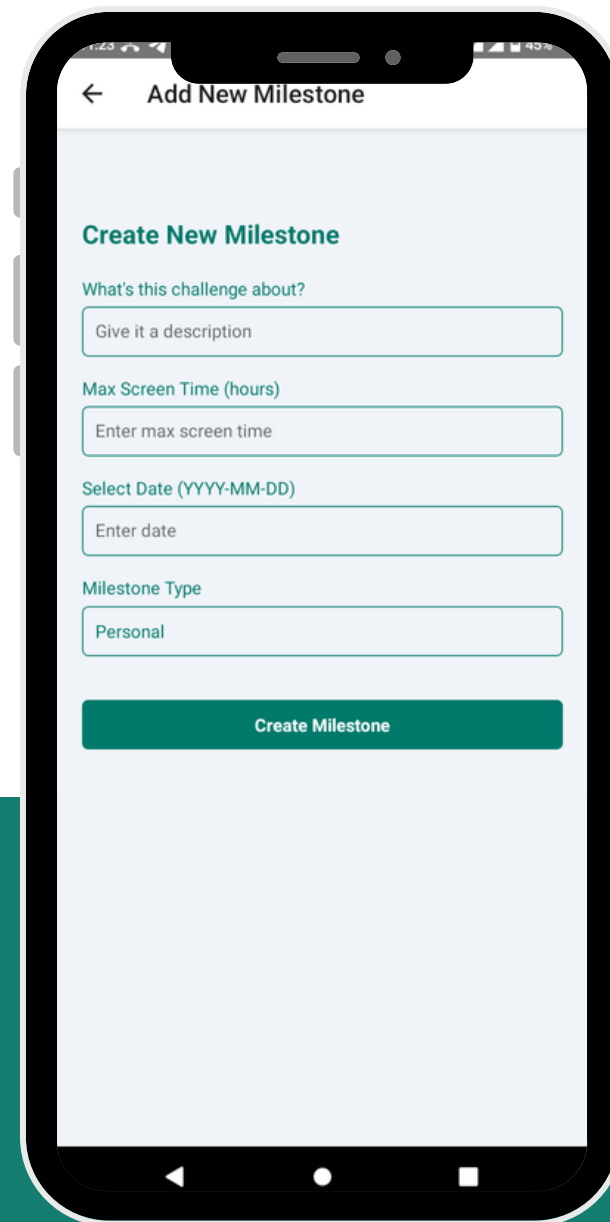 45%
Add New Milestone
Create New Milestone
What's this challenge about?
Give it a description
Max Screen Time (hours)
Enter max screen time
Select Date (YYYY-MM-DD)
Enter date
Milestone Type
Personal
Create Milestone